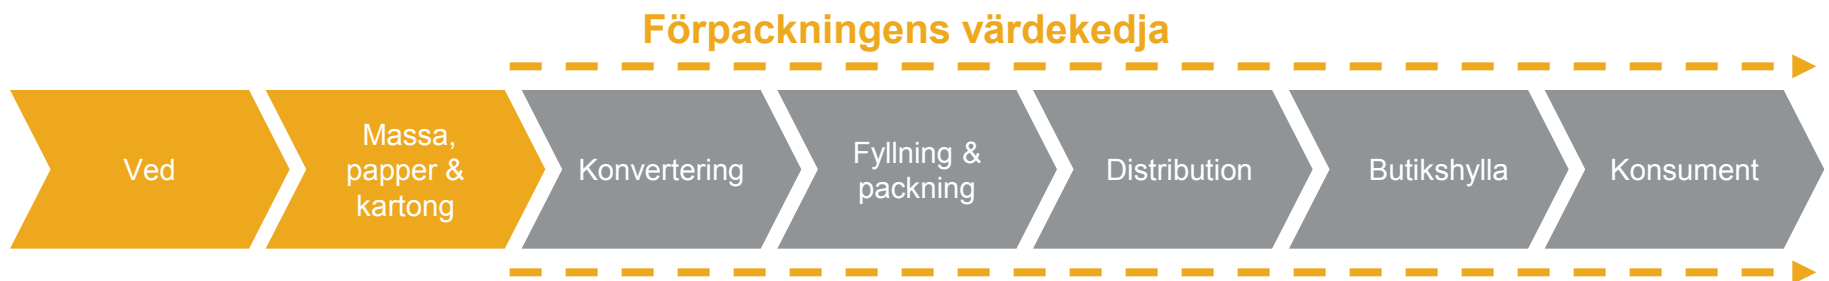 Förpackningens värdekedja
Ved
Massa,
papper &
kartong
Konvertering
Fyllning &
packning
Distribution
Butikshylla
Konsument